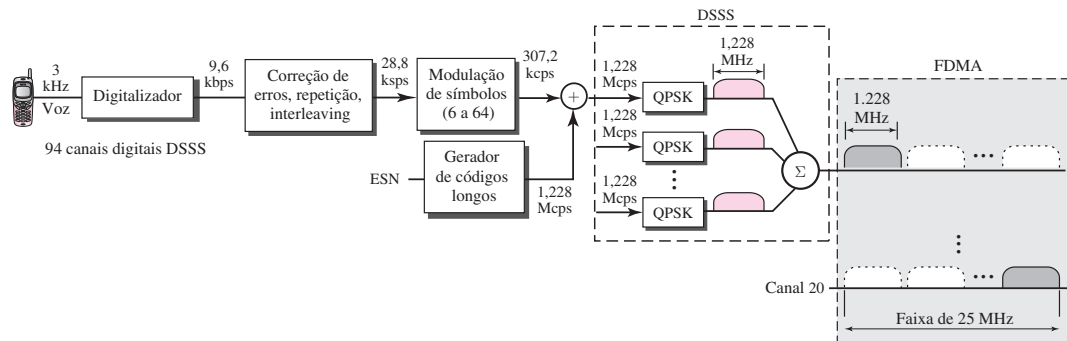 DSSS
FDMA
3
kHz
Voz
Digitalizador
9,6
kbps
Correção de
erros, repetição,
interleaving
28,8
ksps
Modulação
de símbolos
(6 a 64)
307,2
kcps
+
1,228
Mcps
QPSK
1,228
MHz
1,228
Mcps
QPSK
1,228
Mcps
QPSK
Σ
1.228
MHz
94 canais digitais DSSS
ESN
Gerador
de códigos
longos
1,228
Mcps
Canal 20
Faixa de 25 MHz